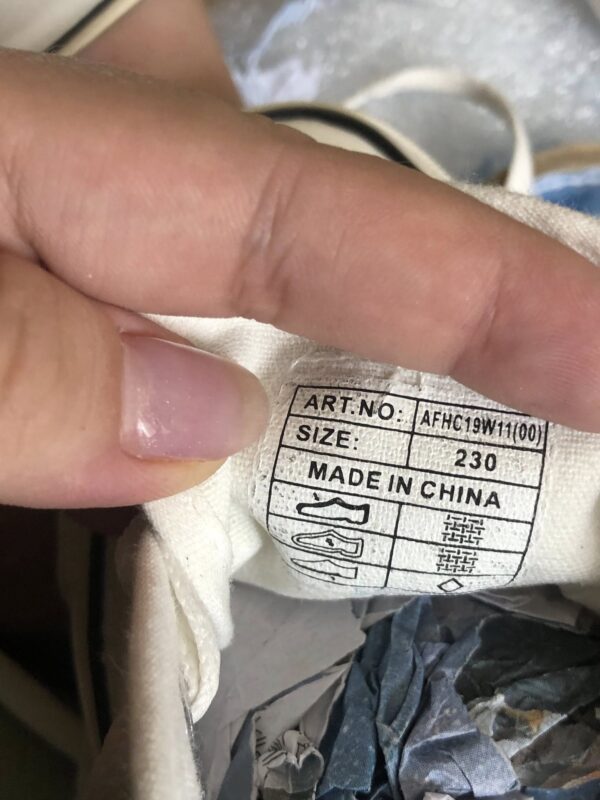 ART.NO: AFHC19W11(00)
SIZE: 230
MADE IN CHINA